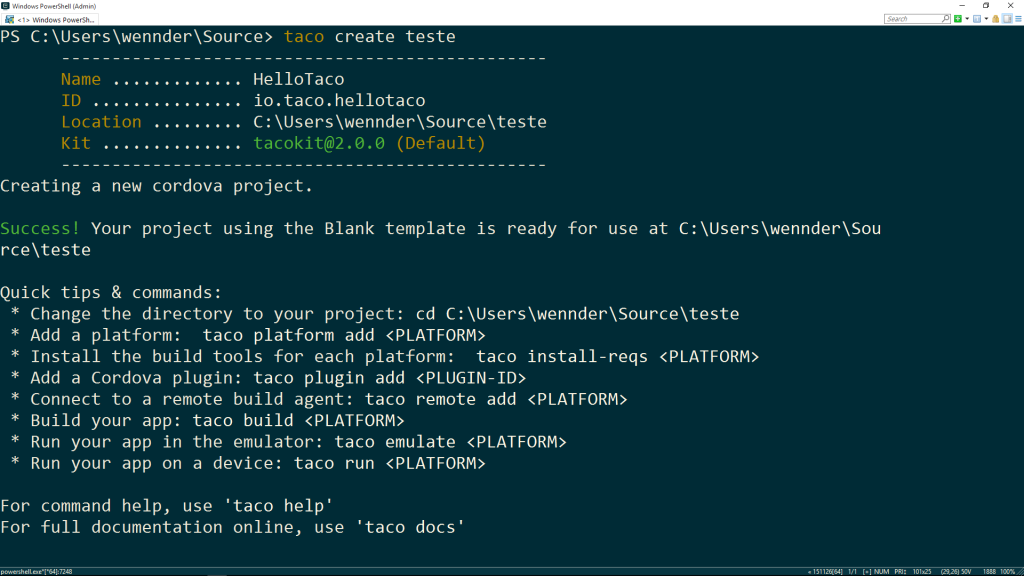 Windows PowerShell (Admin)
<1> Windows PowerSh...
Search
PS C:\Users\wennder\Source> taco create teste
------------------------------------------------
Name ............. HelloTaco
ID ............... io.taco.hellotaco
Location ......... C:\Users\wennder\Source\teste
Kit .............. tacokit@2.0.0 (Default)
------------------------------------------------
Creating a new cordova project.
Success! Your project using the Blank template is ready for use at C:\Users\wennder\Sou
rce\teste
Quick tips & commands:
* Change the directory to your project: cd C:\Users\wennder\Source\teste
* Add a platform:  taco platform add <PLATFORM>
* Install the build tools for each platform:  taco install-reqs <PLATFORM>
* Add a Cordova plugin: taco plugin add <PLUGIN-ID>
* Connect to a remote build agent: taco remote add <PLATFORM>
* Build your app: taco build <PLATFORM>
* Run your app in the emulator: taco emulate <PLATFORM>
* Run your app on a device: taco run <PLATFORM>
For command help, use 'taco help'
For full documentation online, use 'taco docs'
powershell.exe*[*64]:7248
« 151126[64] 1/1 [+] NUM PRI: 101x25 (29,26) 50V 1888 100%